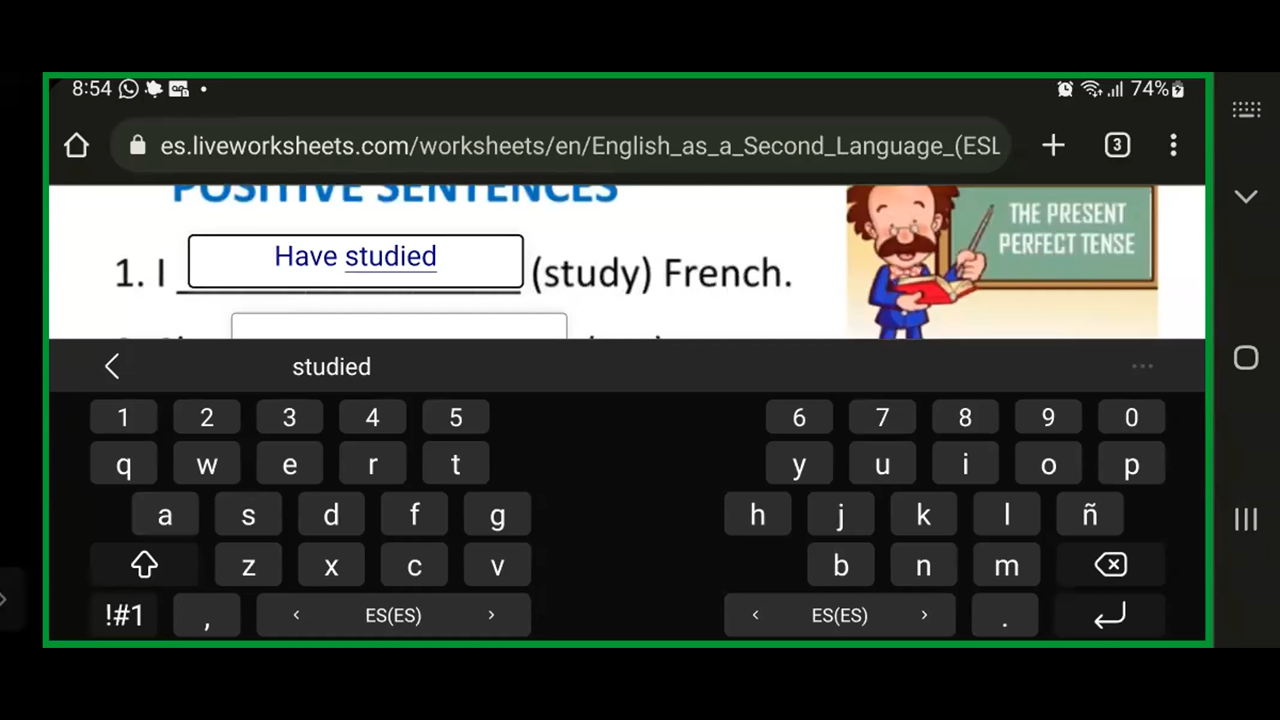 8:54 74%
es.liveworksheets.com/worksheets/en/English_as_a_Second_Language_(ESL
3
POSITIVE SENTENCES
THE PRESENT
PERFECT TENSE
1. I Have studied (study) French.
studied
1 2 3 4 5 6 7 8 9 0
q w e r t y u i o p
a s d f g h j k l ñ
z x c v b n m
!#1 , < ES(ES) > < ES(ES) > .